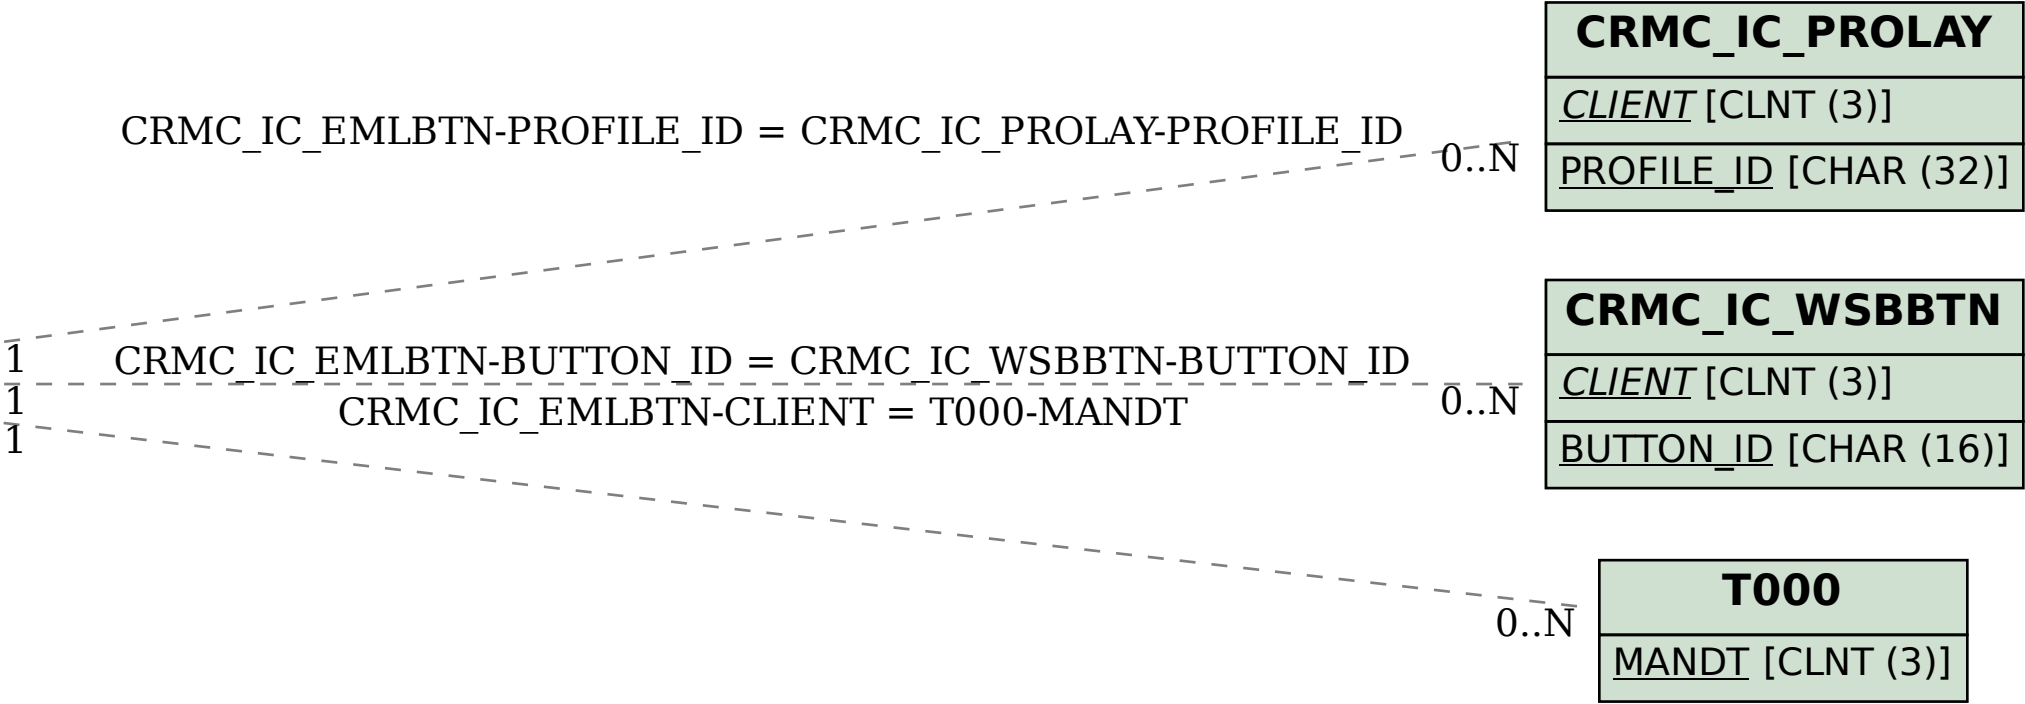 CRMC_IC_PROLAY
CLIENT [CLNT (3)]
PROFILE_ID [CHAR (32)]
CRMC_IC_EMLBTN-PROFILE_ID = CRMC_IC_PROLAY-PROFILE_ID
0..N
1
CRMC_IC_WSBBTN
CLIENT [CLNT (3)]
BUTTON_ID [CHAR (16)]
CRMC_IC_EMLBTN-BUTTON_ID = CRMC_IC_WSBBTN-BUTTON_ID
0..N
1
CRMC_IC_EMLBTN-CLIENT = T000-MANDT
1
0..N
T000
MANDT [CLNT (3)]